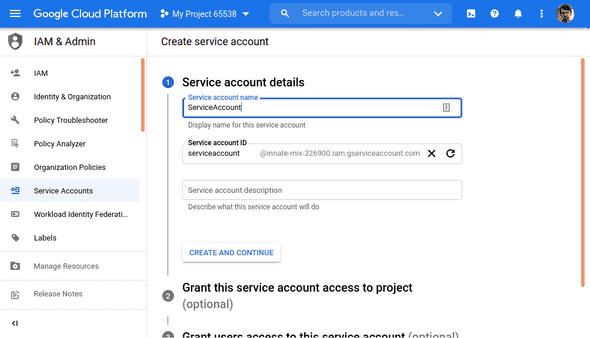 Google Cloud Platform
My Project 65538
Search products and res...
IAM & Admin
Create service account
IAM
Identity & Organization
Policy Troubleshooter
Policy Analyzer
Organization Policies
Service Accounts
Workload Identity Federati...
Labels
Manage Resources
Release Notes
1 Service account details
Service account name
ServiceAccount
Display name for this service account
Service account ID
serviceaccount @innate-mix-326900.iam.gserviceaccount.com
Service account description
Describe what this service account will do
CREATE AND CONTINUE
2 Grant this service account access to project
(optional)
3 Grant users access to this service account (optional)